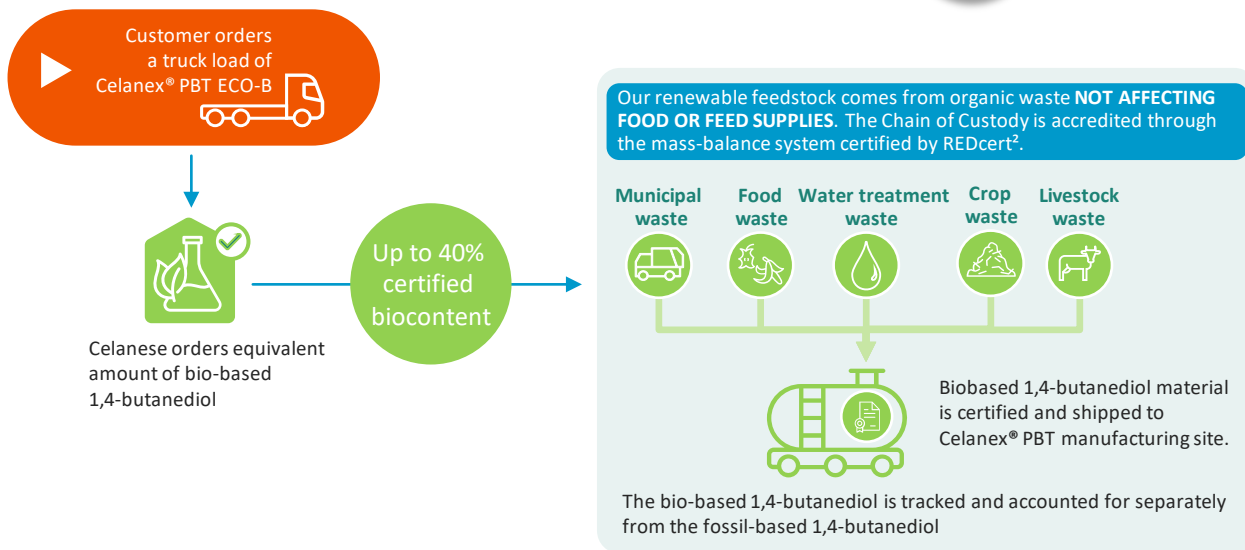 Customer orders
a truck load of
Celanex® PBT ECO-B
Celanese orders equivalent
amount of bio-based
1,4-butanediol
Up to 40%
certified
biocontent
Our renewable feedstock comes from organic waste NOT AFFECTING
FOOD OR FEED SUPPLIES. The Chain of Custody is accredited through
the mass-balance system certified by REDcert².
Municipal
waste
Food
waste
Water treatment
waste
Crop
waste
Livestock
waste
Biobased 1,4-butanediol material
is certified and shipped to
Celanex® PBT manufacturing site.
The bio-based 1,4-butanediol is tracked and accounted for separately
from the fossil-based 1,4-butanediol